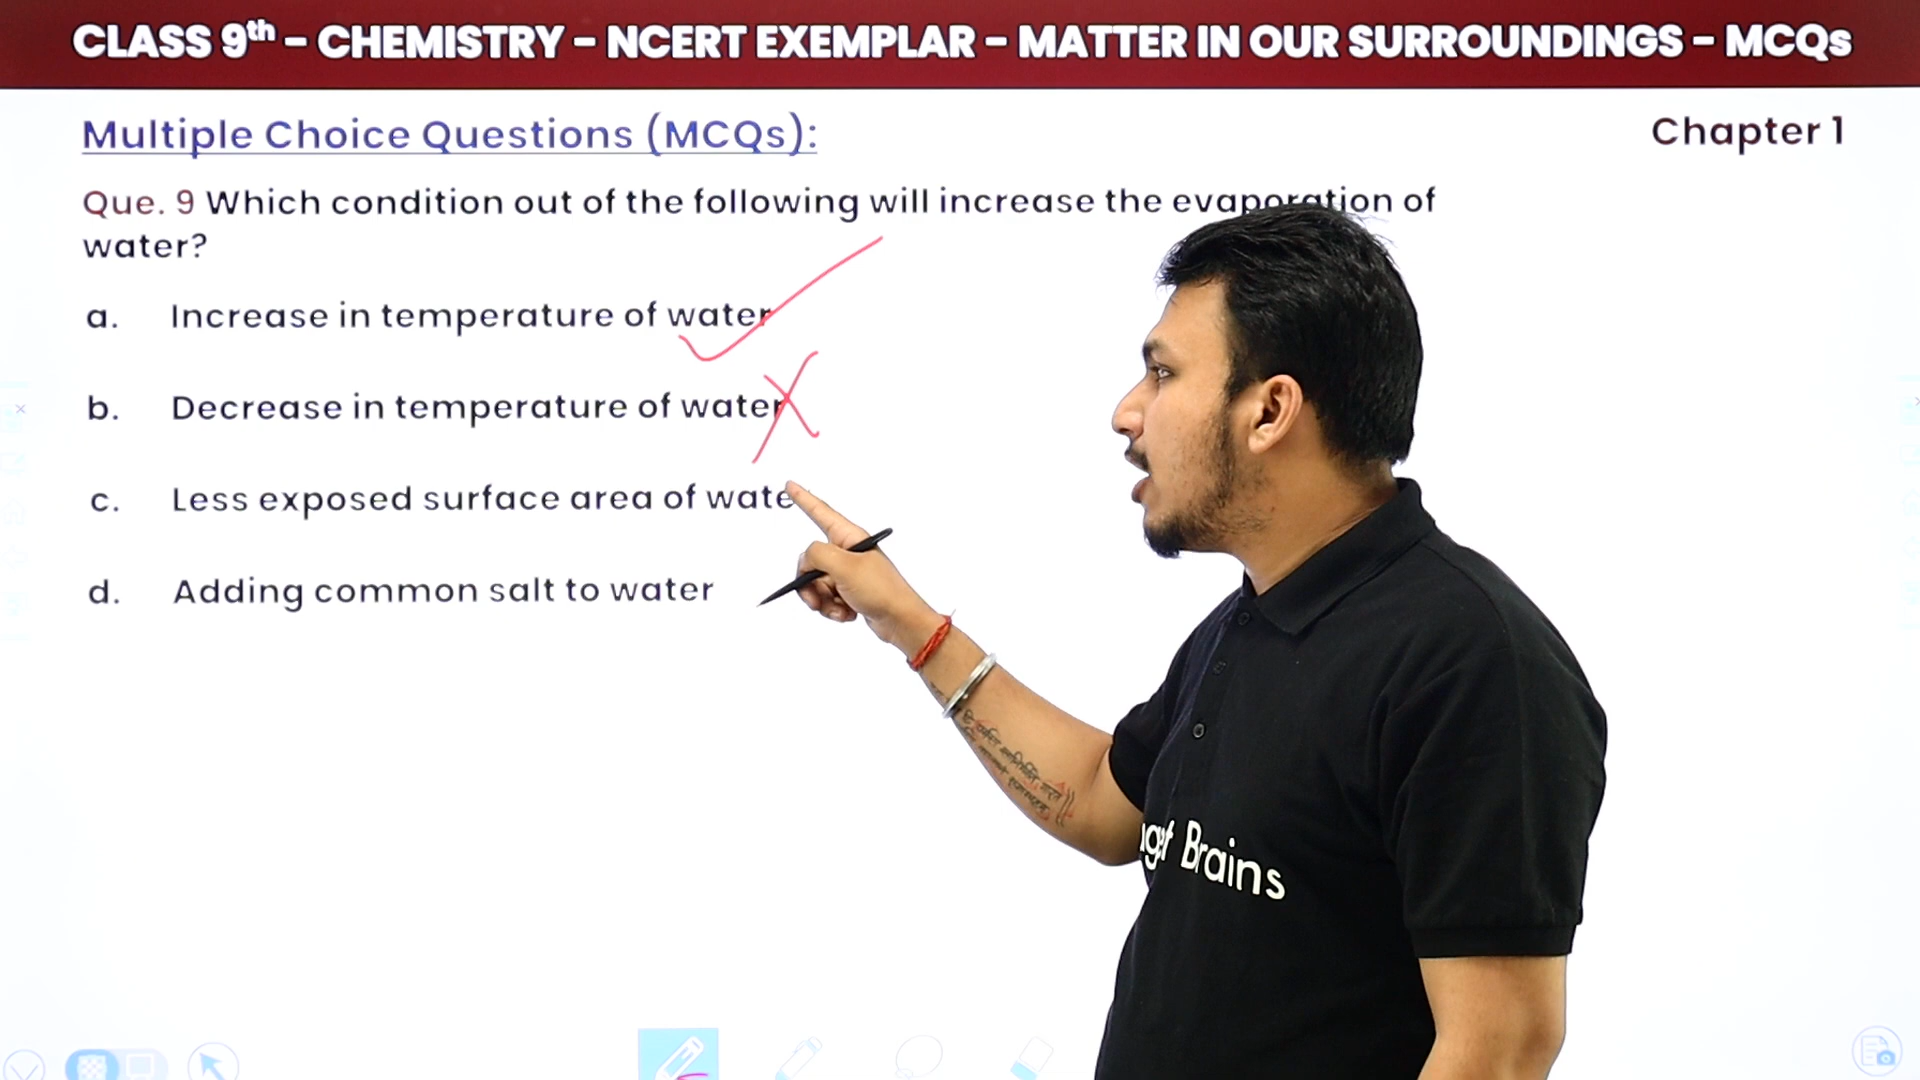 CLASS 9th – CHEMISTRY – NCERT EXEMPLAR – MATTER IN OUR SURROUNDINGS – MCQs
Multiple Choice Questions (MCQs):
Chapter 1
Que. 9 Which condition out of the following will increase the evaporation of
water?
a. Increase in temperature of water
b. Decrease in temperature of water
c. Less exposed surface area of wate
d. Adding common salt to water
Brains